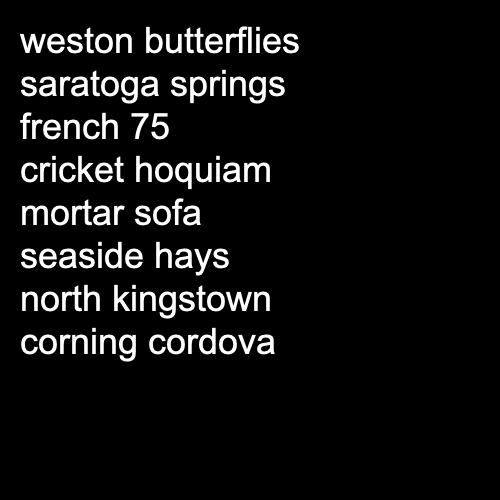 weston butterflies
saratoga springs
french 75
cricket hoquiam
mortar sofa
seaside hays
north kingstown
corning cordova